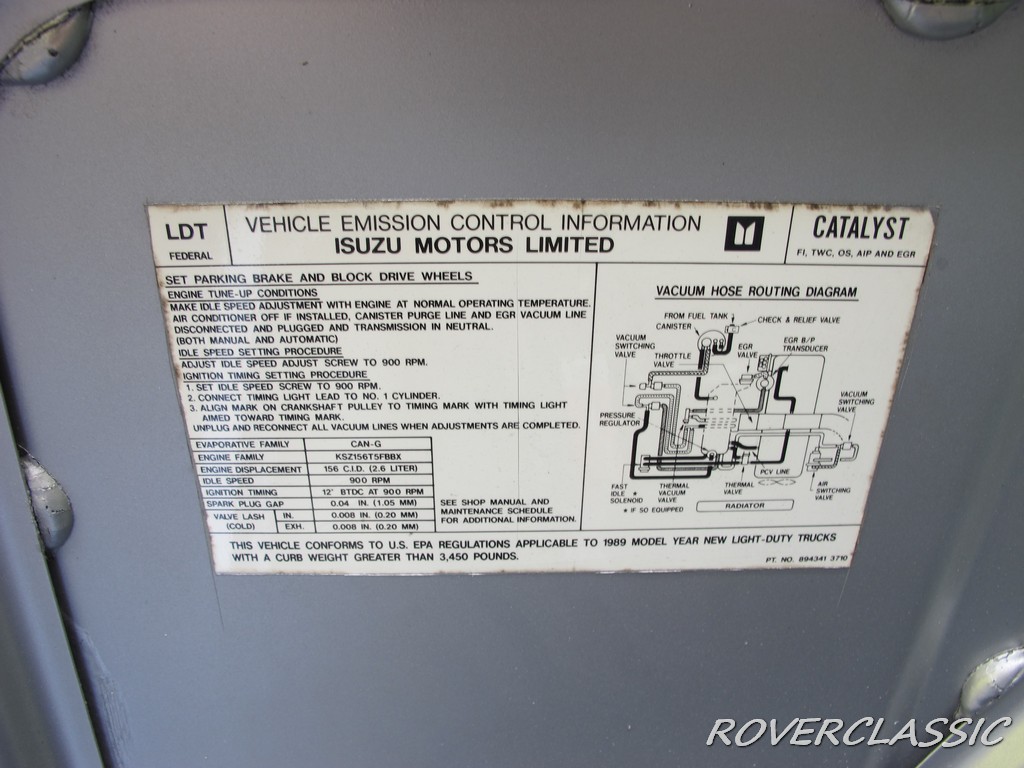 LDT
FEDERAL
VEHICLE EMISSION CONTROL INFORMATION
ISUZU MOTORS LIMITED
CATALYST
FI, TWC, OS, AIP AND EGR
SET PARKING BRAKE AND BLOCK DRIVE WHEELS
ENGINE TUNE-UP CONDITIONS
MAKE IDLE SPEED ADJUSTMENT WITH ENGINE AT NORMAL OPERATING TEMPERATURE.
AIR CONDITIONER OFF IF INSTALLED, CANISTER PURGE LINE AND EGR VACUUM LINE
DISCONNECTED AND PLUGGED AND TRANSMISSION IN NEUTRAL.
(BOTH MANUAL AND AUTOMATIC)
IDLE SPEED SETTING PROCEDURE
ADJUST IDLE SPEED ADJUST SCREW TO 900 RPM.
IGNITION TIMING SETTING PROCEDURE
1. SET IDLE SPEED SCREW TO 900 RPM.
2. CONNECT TIMING LIGHT LEAD TO NO. 1 CYLINDER.
3. ALIGN MARK ON CRANKSHAFT PULLEY TO TIMING MARK WITH TIMING LIGHT
AIMED TOWARD TIMING MARK.
UNPLUG AND RECONNECT ALL VACUUM LINES WHEN ADJUSTMENTS ARE COMPLETED.
EVAPORATIVE FAMILY CAN-G
ENGINE FAMILY KSZ156T5FBBX
ENGINE DISPLACEMENT 156 C.I.D. (2.6 LITER)
IDLE SPEED 900 RPM
IGNITION TIMING 12° BTDC AT 900 RPM
SPARK PLUG GAP 0.04 IN. (1.05 MM)
VALVE LASH (COLD) IN. 0.008 IN. (0.20 MM)
EXH. 0.008 IN. (0.20 MM)
SEE SHOP MANUAL AND
MAINTENANCE SCHEDULE
FOR ADDITIONAL INFORMATION.
VACUUM HOSE ROUTING DIAGRAM
FROM FUEL TANK
CANISTER
CHECK & RELIEF VALVE
VACUUM
SWITCHING
VALVE
THROTTLE
VALVE
EGR
VALVE
EGR B/P
TRANSDUCER
VACUUM
SWITCHING
VALVE
PRESSURE
REGULATOR
FAST
IDLE *
SOLENOID
* IF SO EQUIPPED
THERMAL
VACUUM
VALVE
THERMAL
VALVE
PCV LINE
AIR
SWITCHING
VALVE
RADIATOR
THIS VEHICLE CONFORMS TO U.S. EPA REGULATIONS APPLICABLE TO 1989 MODEL YEAR NEW LIGHT-DUTY TRUCKS
WITH A CURB WEIGHT GREATER THAN 3,450 POUNDS.
PT. NO. 894341 3710
ROVERCLASSIC